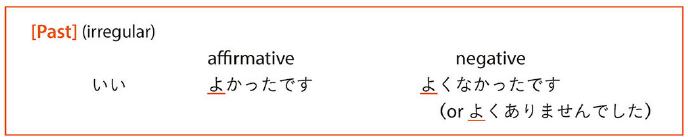 [Past] (irregular)
affirmative negative
いい よかったです よくなかったです
(or よくありませんでした)